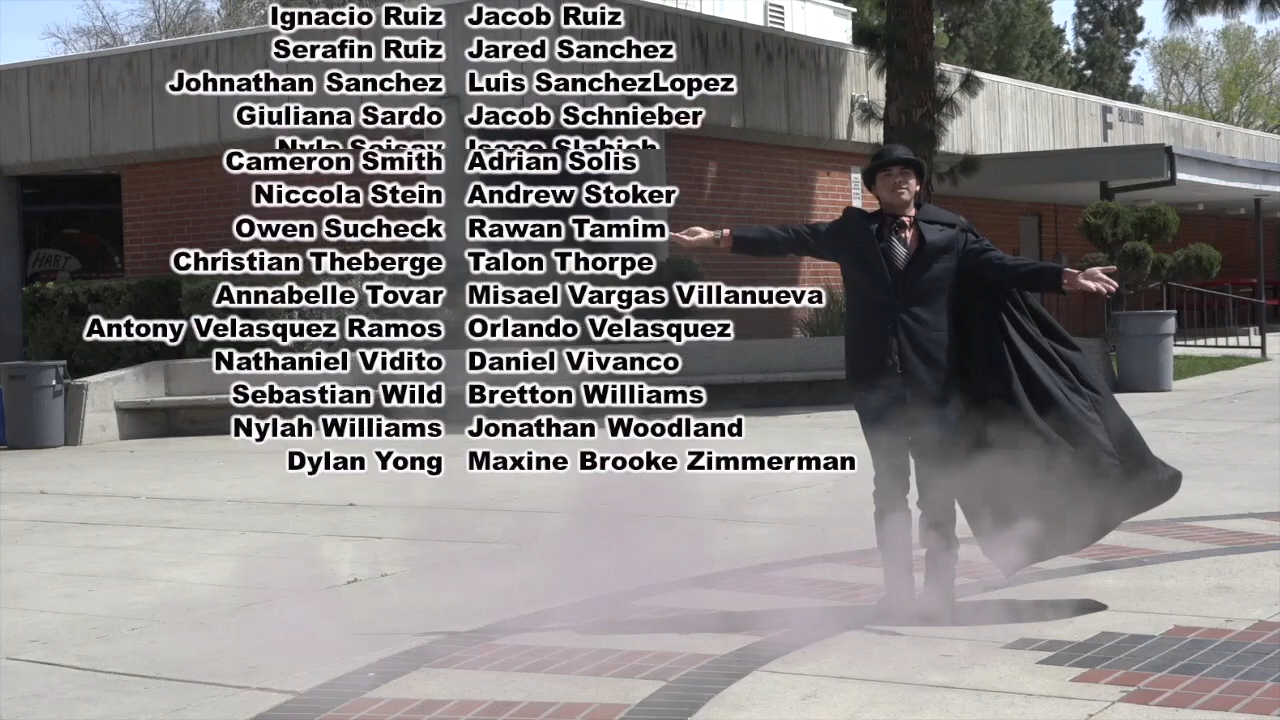 Ignacio Ruiz Jacob Ruiz
Serafin Ruiz Jared Sanchez
Johnathan Sanchez Luis SanchezLopez
Giuliana Sardo Jacob Schnieber
Cameron Smith Adrian Solis
Niccola Stein Andrew Stoker
Owen Sucheck Rawan Tamim
Christian Theberge Talon Thorpe
Annabelle Tovar Misael Vargas Villanueva
Antony Velasquez Ramos Orlando Velasquez
Nathaniel Vidito Daniel Vivanco
Sebastian Wild Bretton Williams
Nylah Williams Jonathan Woodland
Dylan Yong Maxine Brooke Zimmerman
F BUILDING
HART